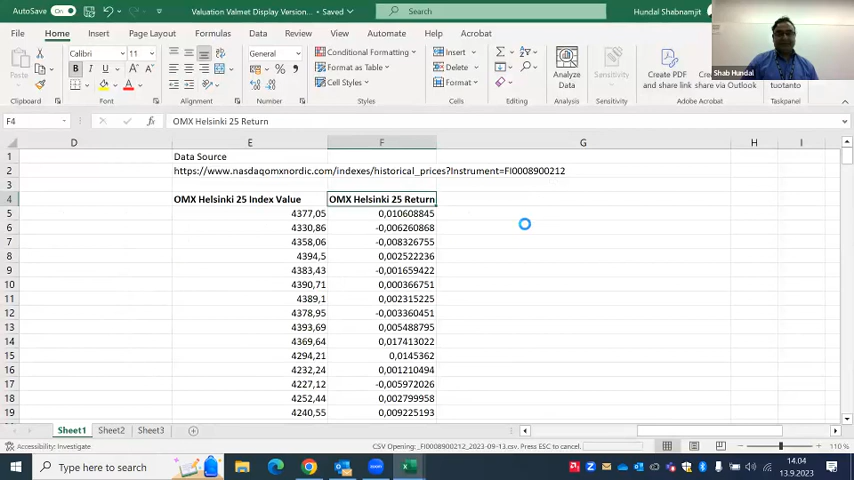 AutoSave On Valuation Valmet Display Version... • Saved Search Hundal Shabnamjit
File Home Insert Page Layout Formulas Data Review View Automate Help Acrobat
Paste Calibri 11 B I U General % Conditional Formatting Format as Table Cell Styles Insert Delete Format Analyze Data Sensitivity Create PDF tuotanto
Shab Hundal
Clipboard Font Alignment Number Styles Cells Editing Analysis Sensitivity Adobe Acrobat Taskpanel
F4 fx OMX Helsinki 25 Return
D E F G H I
1 Data Source
2 https://www.nasdaqomxnordic.com/indexes/historical_prices?Instrument=FI0008900212
3
4 OMX Helsinki 25 Index Value OMX Helsinki 25 Return
5 4377,05 0,010608845
6 4330,86 -0,006260868
7 4358,06 -0,008326755
8 4394,5 0,002522236
9 4383,43 -0,001659422
10 4390,71 0,000366751
11 4389,1 0,002315225
12 4378,95 -0,003360451
13 4393,69 0,005488795
14 4369,64 0,017413022
15 4294,21 0,0145362
16 4232,24 0,001210494
17 4227,12 -0,005972026
18 4252,44 0,002799958
19 4240,55 0,009225193
Sheet1 Sheet2 Sheet3
Accessibility: Investigate CSV Opening: _FI0008900212_2023-09-13.csv. Press ESC to cancel. 110 %
Type here to search
14.04
13.9.2023